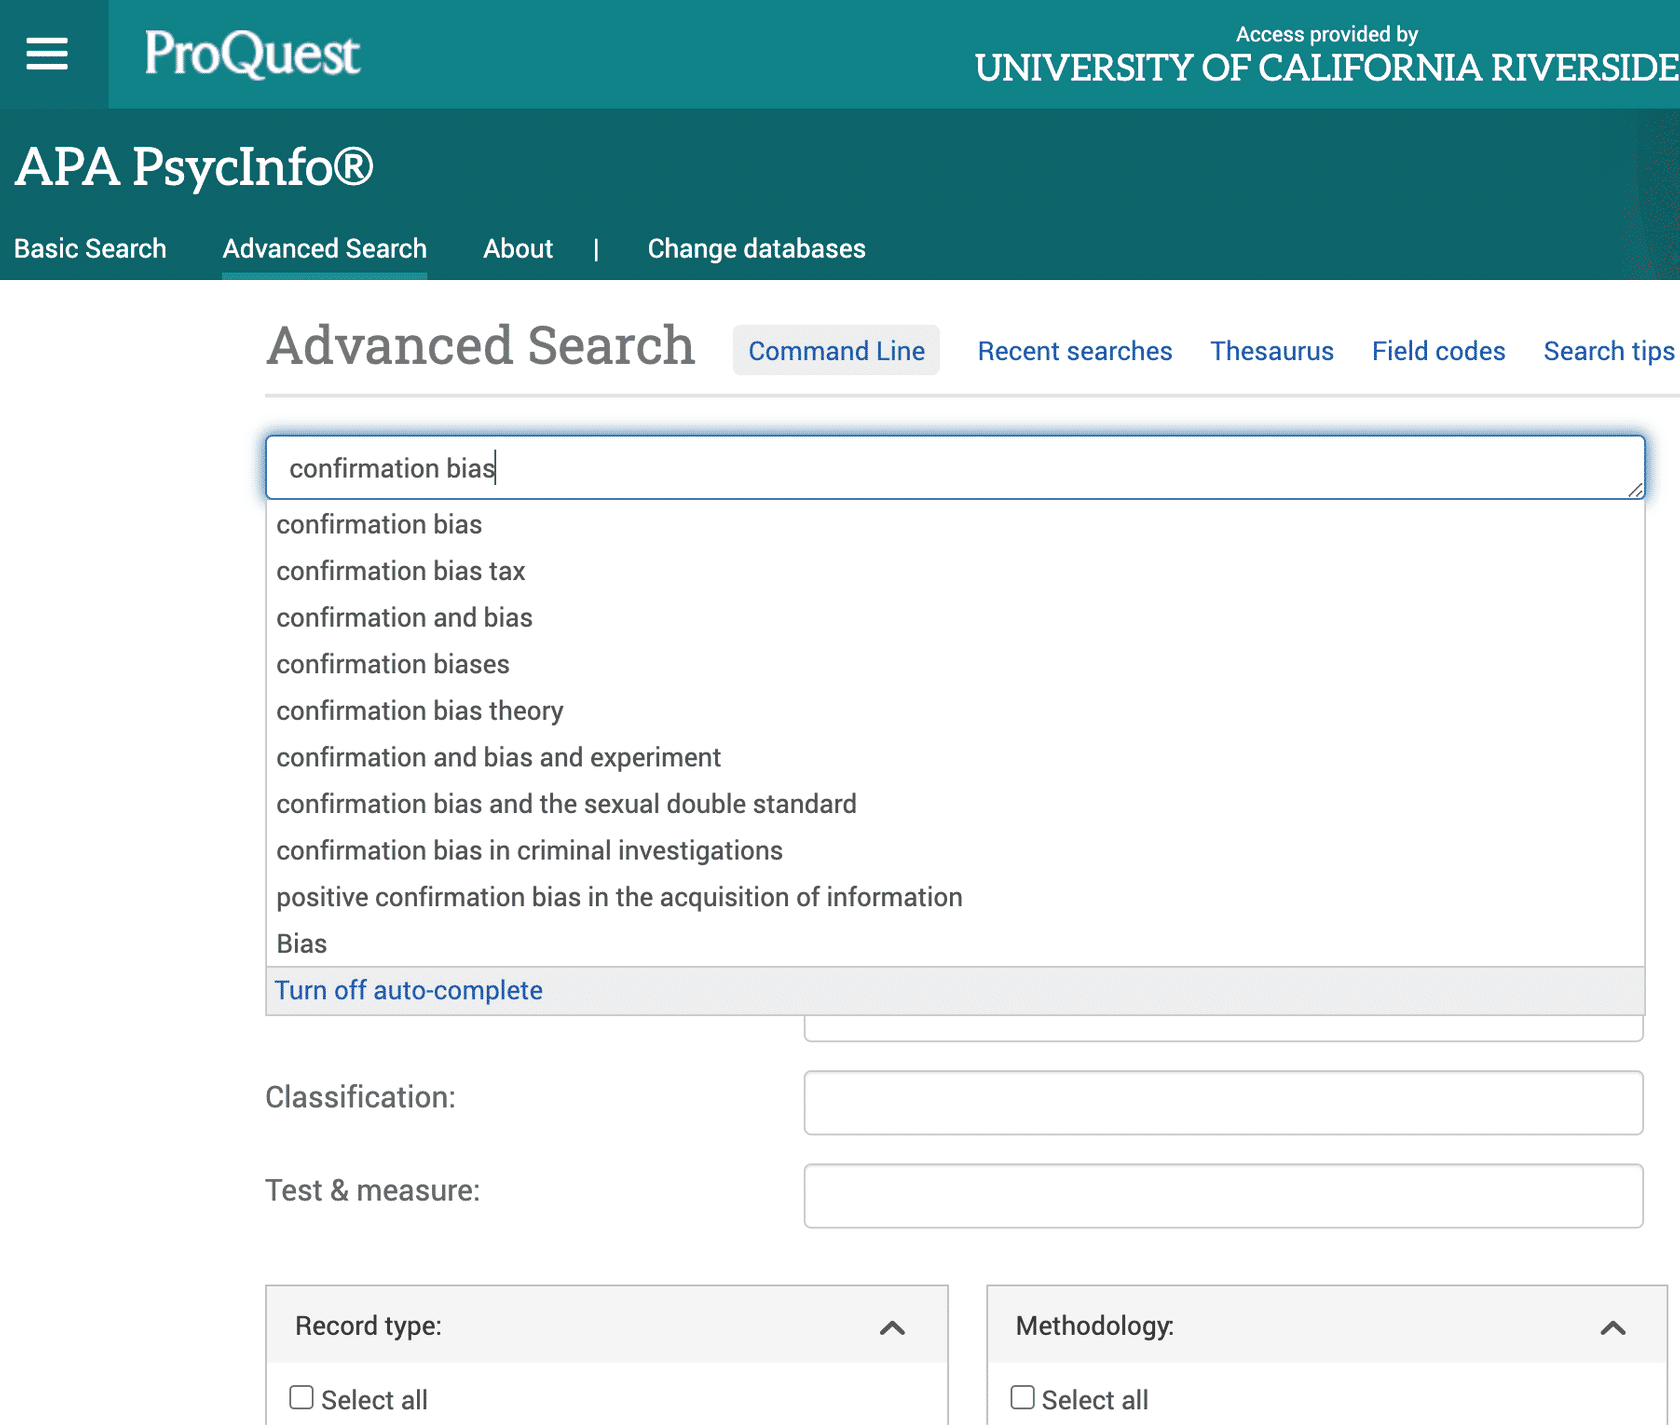 ProQuest
Access provided by
UNIVERSITY OF CALIFORNIA RIVERSIDE
APA PsycInfo®
Basic Search Advanced Search About | Change databases
Advanced Search Command Line Recent searches Thesaurus Field codes Search tips
confirmation bias
confirmation bias
confirmation bias tax
confirmation and bias
confirmation biases
confirmation bias theory
confirmation and bias and experiment
confirmation bias and the sexual double standard
confirmation bias in criminal investigations
positive confirmation bias in the acquisition of information
Bias
Turn off auto-complete
Classification:
Test & measure:
Record type: Methodology:
Select all Select all